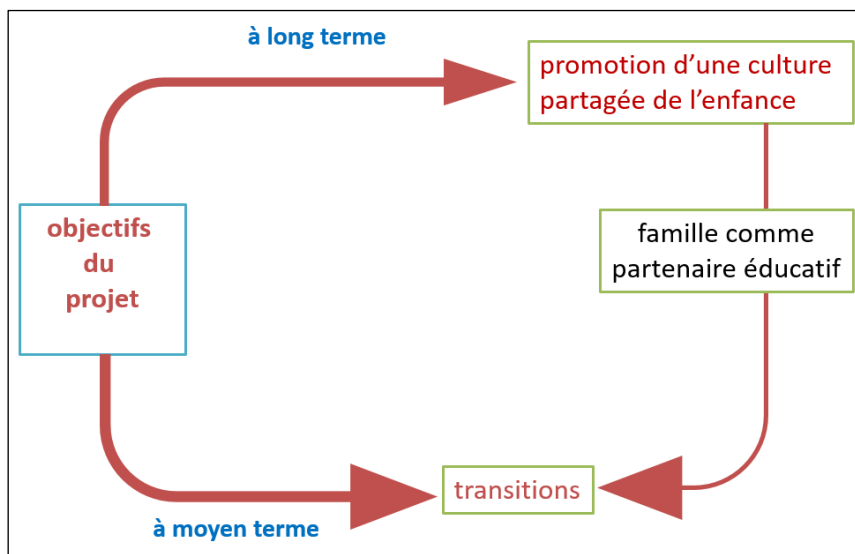 à long terme
promotion d’une culture
partagée de l’enfance
objectifs
du
projet
famille comme
partenaire éducatif
transitions
à moyen terme